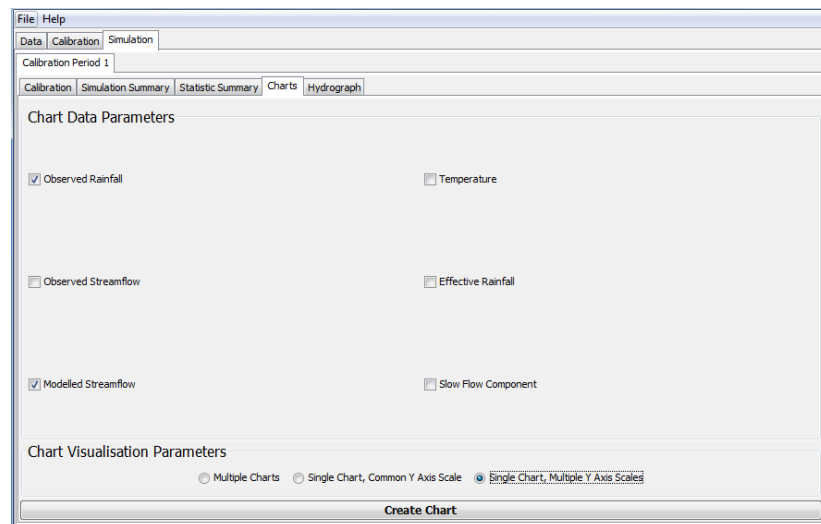 File Help
Data Calibration Simulation
Calibration Period 1
Calibration Simulation Summary Statistic Summary Charts Hydrograph
Chart Data Parameters
Observed Rainfall Temperature
Observed Streamflow Effective Rainfall
Modelled Streamflow Slow Flow Component
Chart Visualisation Parameters
Multiple Charts Single Chart, Common Y Axis Scale Single Chart, Multiple Y Axis Scales
Create Chart